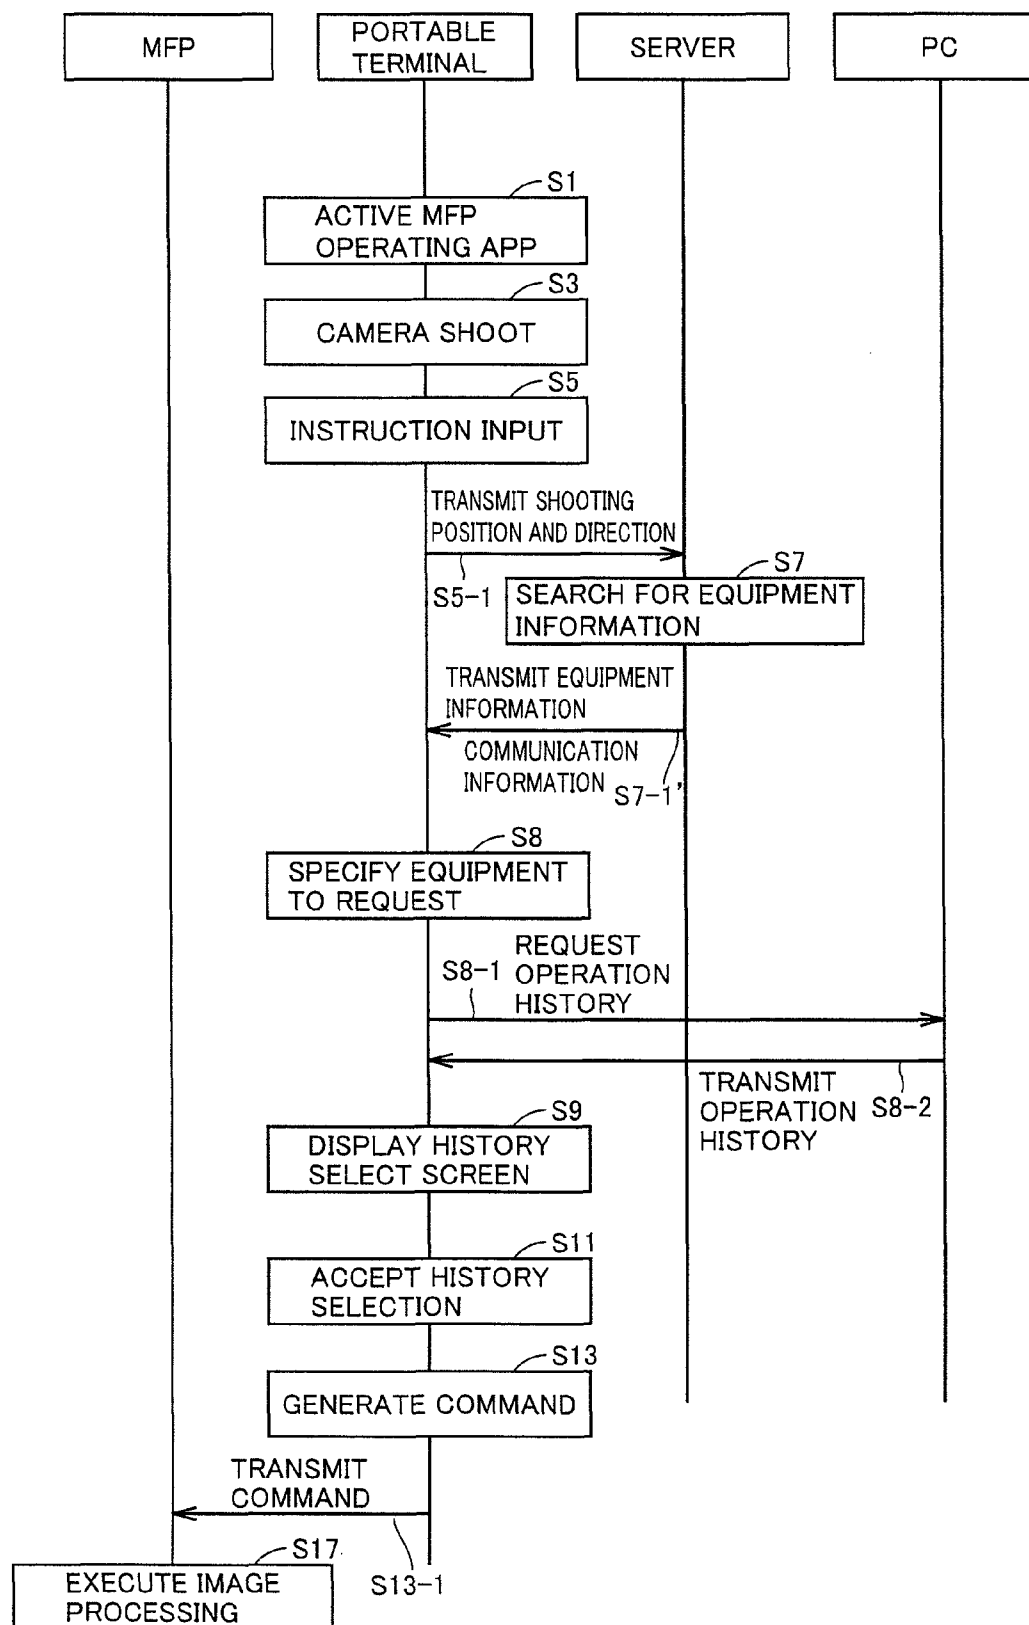 MFP
PORTABLE
TERMINAL
SERVER
PC
S1
ACTIVE MFP
OPERATING APP
S3
CAMERA SHOOT
S5
INSTRUCTION INPUT
TRANSMIT SHOOTING
POSITION AND DIRECTION
S5-1
S7
SEARCH FOR EQUIPMENT
INFORMATION
TRANSMIT EQUIPMENT
INFORMATION
COMMUNICATION
INFORMATION
S7-1'
S8
SPECIFY EQUIPMENT
TO REQUEST
S8-1
REQUEST
OPERATION
HISTORY
TRANSMIT
OPERATION
HISTORY
S8-2
S9
DISPLAY HISTORY
SELECT SCREEN
S11
ACCEPT HISTORY
SELECTION
S13
GENERATE COMMAND
TRANSMIT
COMMAND
S13-1
S17
EXECUTE IMAGE
PROCESSING